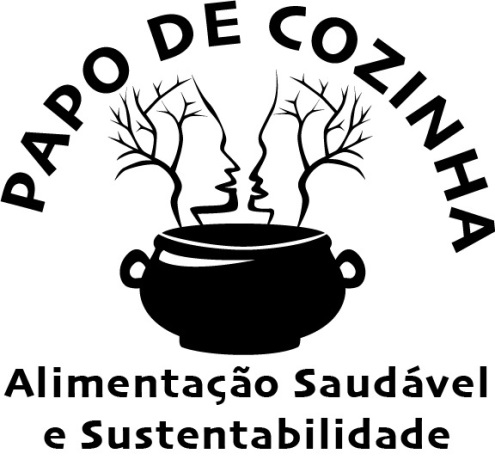 PAPO DE COZINHA
Alimentação Saudável
e Sustentabilidade